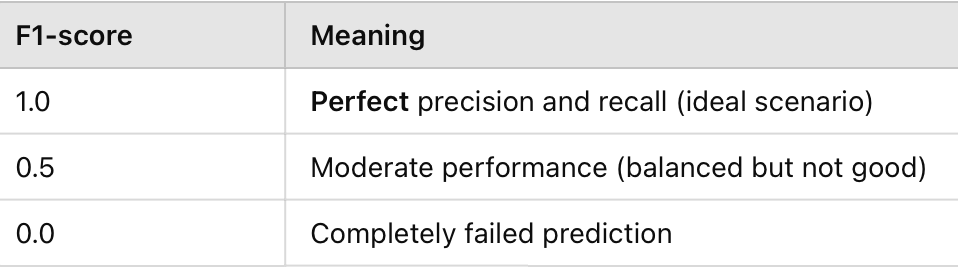 F1-score Meaning
1.0 Perfect precision and recall (ideal scenario)
0.5 Moderate performance (balanced but not good)
0.0 Completely failed prediction